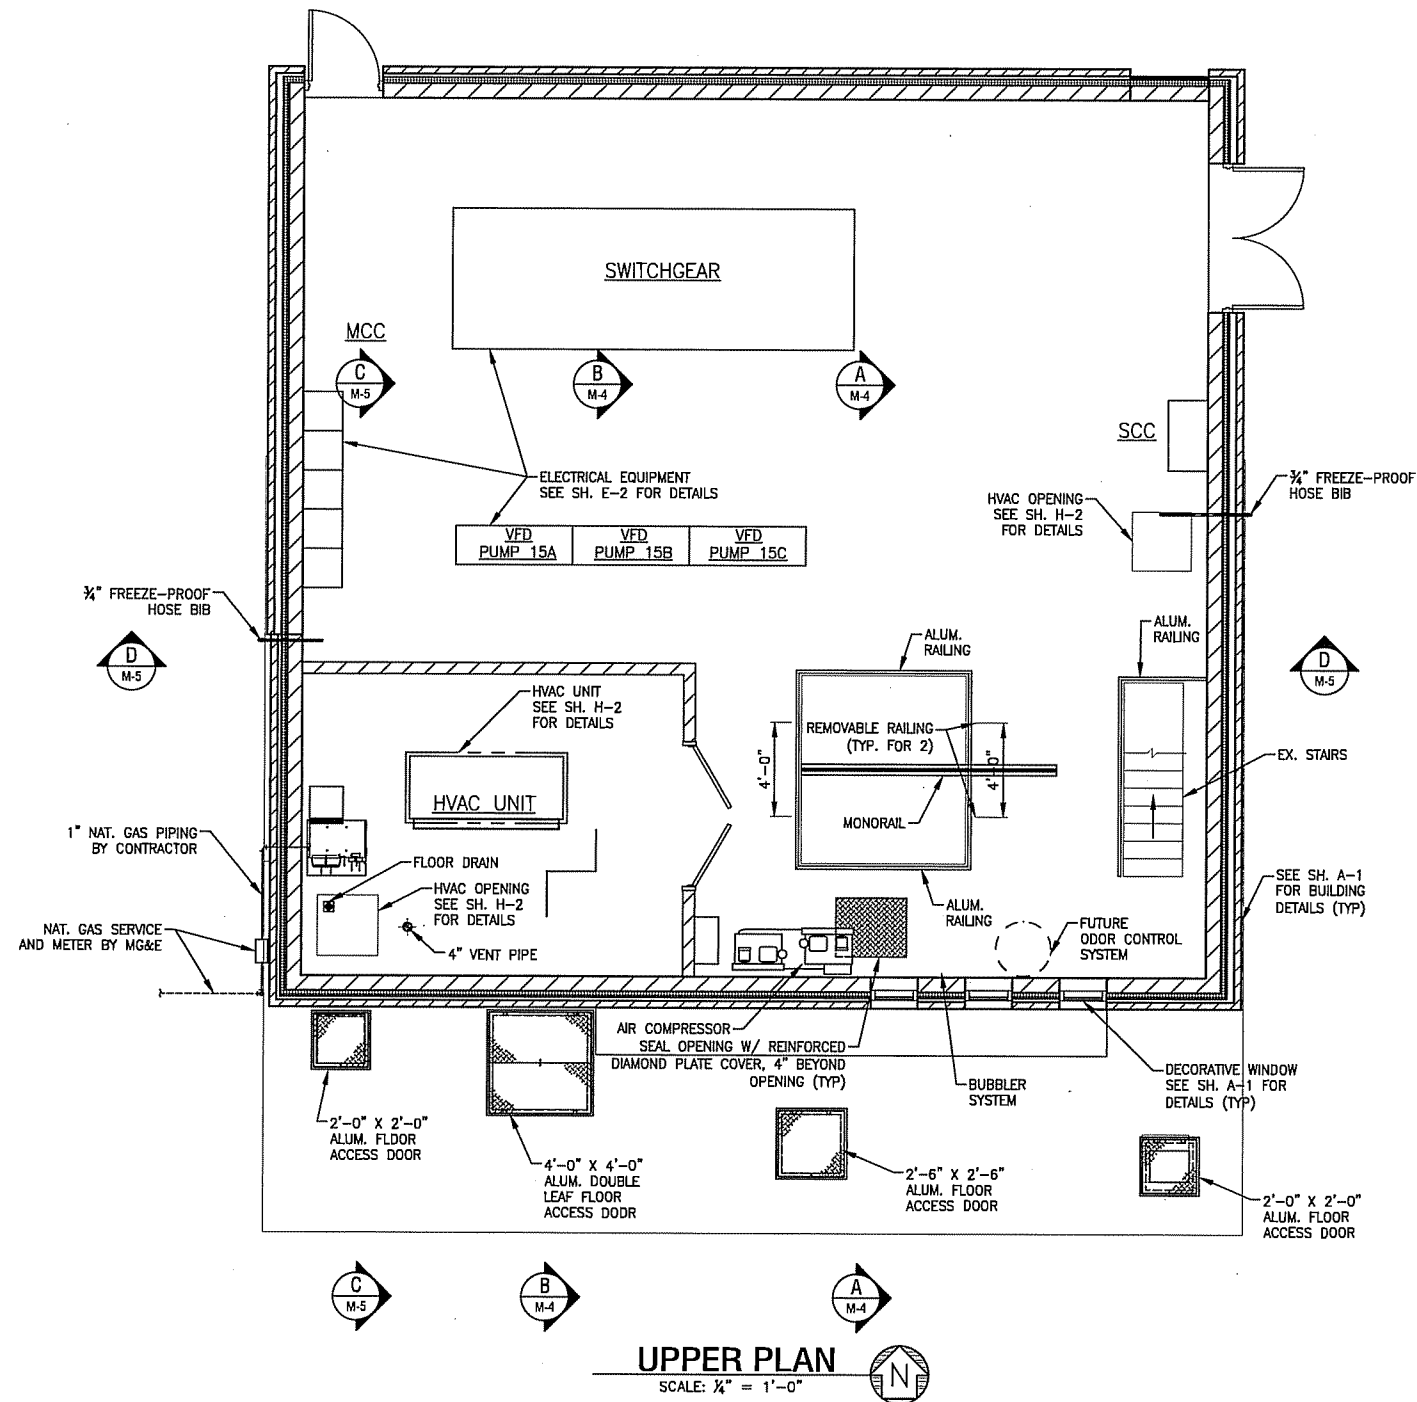 SWITCHGEAR
MCC
C
M-5
B
M-4
A
M-4
SCC
ELECTRICAL EQUIPMENT
SEE SH. E-2 FOR DETAILS
¾" FREEZE-PROOF
HOSE BIB
HVAC OPENING
SEE SH. H-2
FOR DETAILS
VFD
PUMP 15A
VFD
PUMP 15B
VFD
PUMP 15C
¾" FREEZE-PROOF
HOSE BIB
D
M-5
ALUM.
RAILING
ALUM.
RAILING
D
M-5
HVAC UNIT
SEE SH. H-2
FOR DETAILS
REMOVABLE RAILING
(TYP. FOR 2)
4'-0"
4'-0"
EX. STAIRS
HVAC UNIT
MONORAIL
1" NAT. GAS PIPING
BY CONTRACTOR
FLOOR DRAIN
HVAC OPENING
SEE SH. H-2
FOR DETAILS
SEE SH. A-1
FOR BUILDING
DETAILS (TYP)
ALUM.
RAILING
NAT. GAS SERVICE
AND METER BY MG&E
4" VENT PIPE
FUTURE
ODOR CONTROL
SYSTEM
AIR COMPRESSOR
SEAL OPENING W/ REINFORCED
DIAMOND PLATE COVER, 4" BEYOND
OPENING (TYP)
BUBBLER
SYSTEM
DECORATIVE WINDOW
SEE SH. A-1 FOR
DETAILS (TYP)
2'-0" X 2'-0"
ALUM. FLOOR
ACCESS DOOR
4'-0" X 4'-0"
ALUM. DOUBLE
LEAF FLOOR
ACCESS DOOR
2'-6" X 2'-6"
ALUM. FLOOR
ACCESS DOOR
2'-0" X 2'-0"
ALUM. FLOOR
ACCESS DOOR
C
M-5
B
M-4
A
M-4
UPPER PLAN
SCALE: ¼" = 1'-0"
N